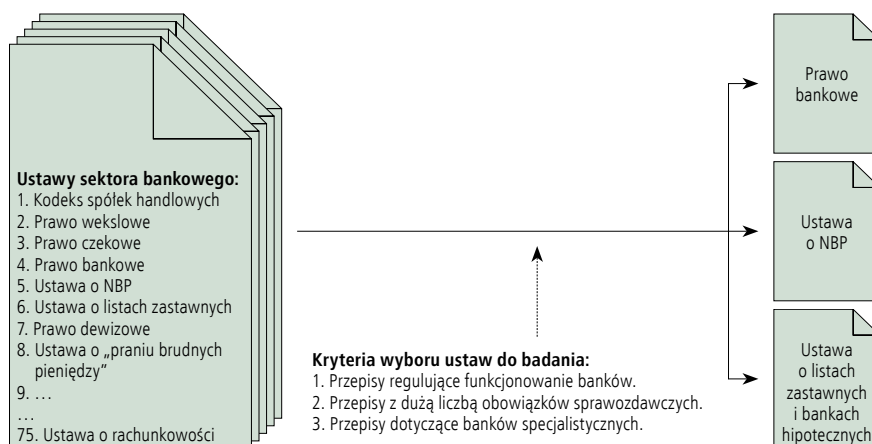 Ustawy sektora bankowego:
1. Kodeks spółek handlowych
2. Prawo wekslowe
3. Prawo czekowe
4. Prawo bankowe
5. Ustawa o NBP
6. Ustawa o listach zastawnych
7. Prawo dewizowe
8. Ustawa o „praniu brudnych
pieniędzy”
9. …
…
75. Ustawa o rachunkowości
Kryteria wyboru ustaw do badania:
1. Przepisy regulujące funkcjonowanie banków.
2. Przepisy z dużą liczbą obowiązków sprawozdawczych.
3. Przepisy dotyczące banków specjalistycznych.
Prawo
bankowe
Ustawa
o NBP
Ustawa
o listach
zastawnych
i bankach
hipotecznych